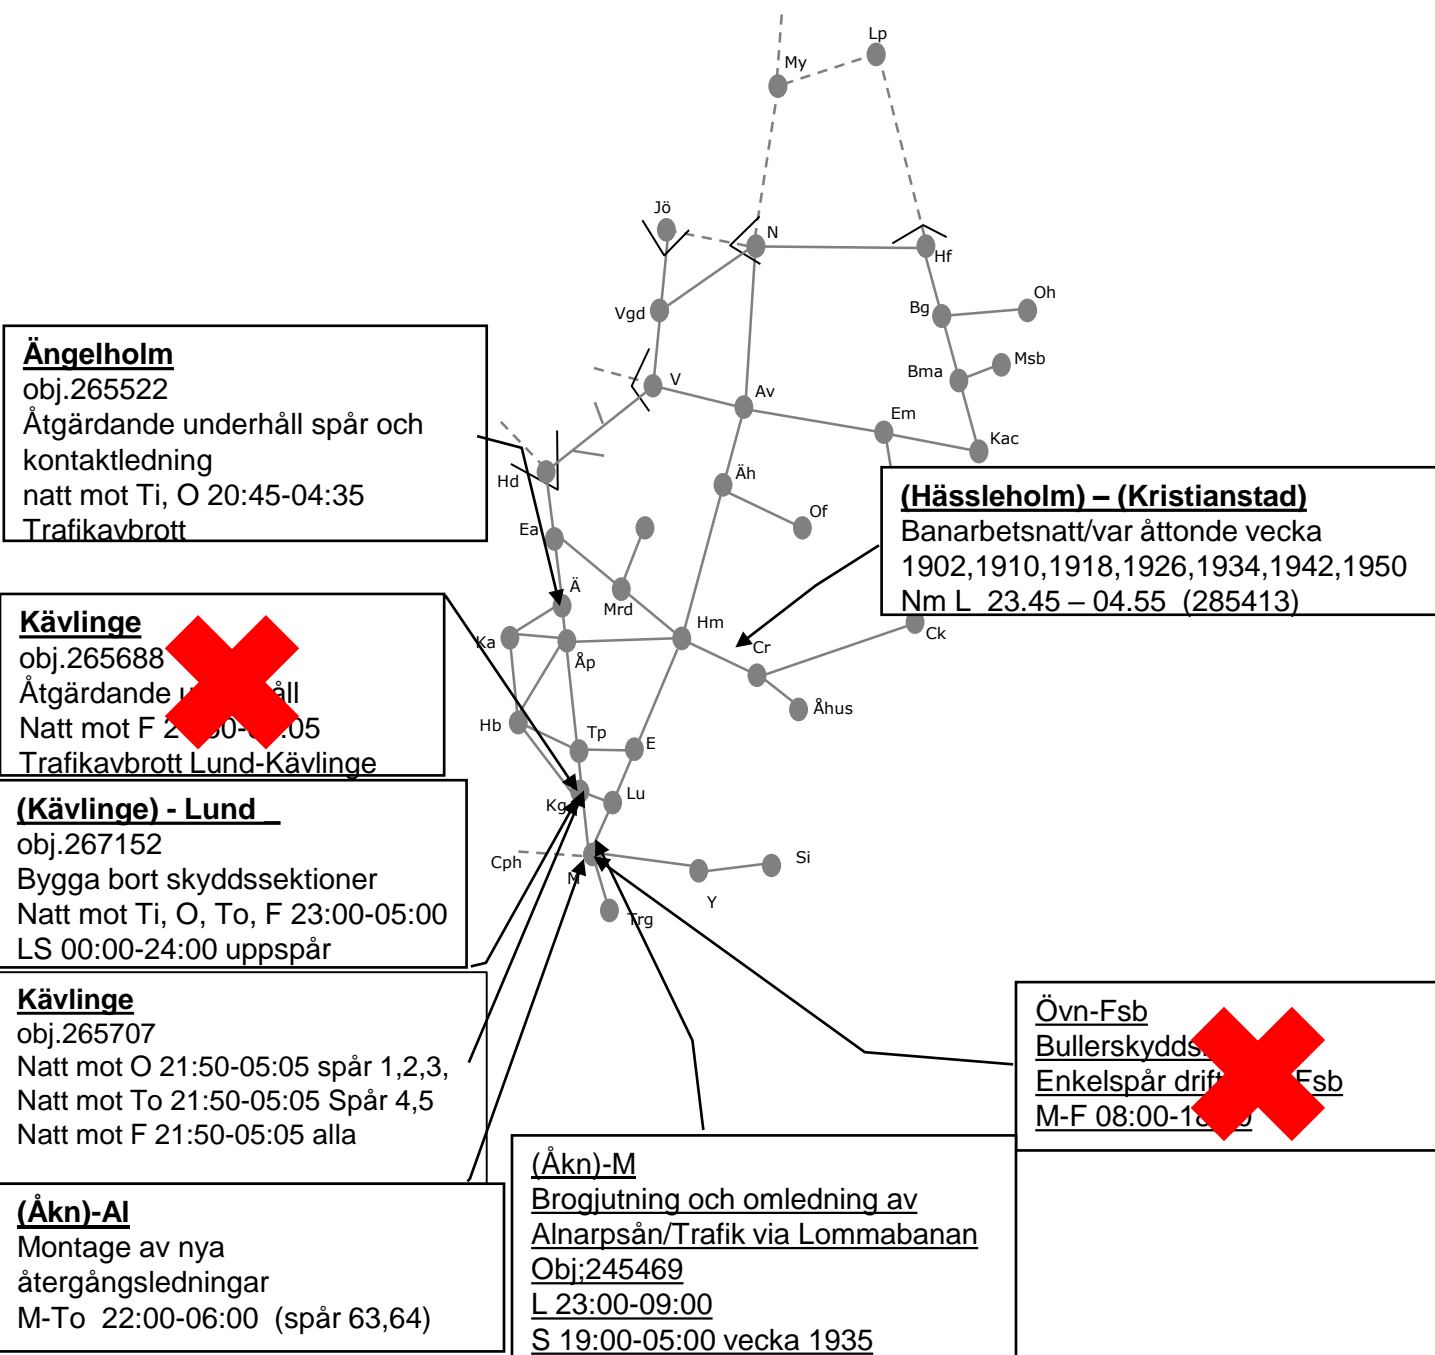 Lp
My
Jö
N
Hf
Vgd
Bg
Oh
Msb
Bma
V
Av
Em
Kac
Hd
Äh
Of
Ea
Ä
Mrd
Ka
Hm
Cr
Ck
Åp
Åhus
Hb
Tp
E
Kg
Lu
Cph
M
Si
Y
Trg
Ängelholm
obj.265522
Åtgärdande underhåll spår och
kontaktledning
natt mot Ti, O 20:45-04:35
Trafikavbrott
(Hässleholm) – (Kristianstad)
Banarbetsnatt/var åttonde vecka
1902,1910,1918,1926,1934,1942,1950
Nm L 23.45 – 04.55 (285413)
Kävlinge
obj.265688
Åtgärdande
Natt mot F
Trafikavbrott Lund-Kävlinge
(Kävlinge) - Lund _
obj.267152
Bygga bort skyddssektioner
Natt mot Ti, O, To, F 23:00-05:00
LS 00:00-24:00 uppspår
Kävlinge
obj.265707
Natt mot O 21:50-05:05 spår 1,2,3,
Natt mot To 21:50-05:05 Spår 4,5
Natt mot F 21:50-05:05 alla
(Åkn)-Al
Montage av nya
återgångsledningar
M-To 22:00-06:00 (spår 63,64)
(Åkn)-M
Brogjutning och omledning av
Alnarpsån/Trafik via Lommabanan
Obj;245469
L 23:00-09:00
S 19:00-05:00 vecka 1935
Övn-Fsb
Bullerskydds
Enkelspår drift Fsb
M-F 08:00-